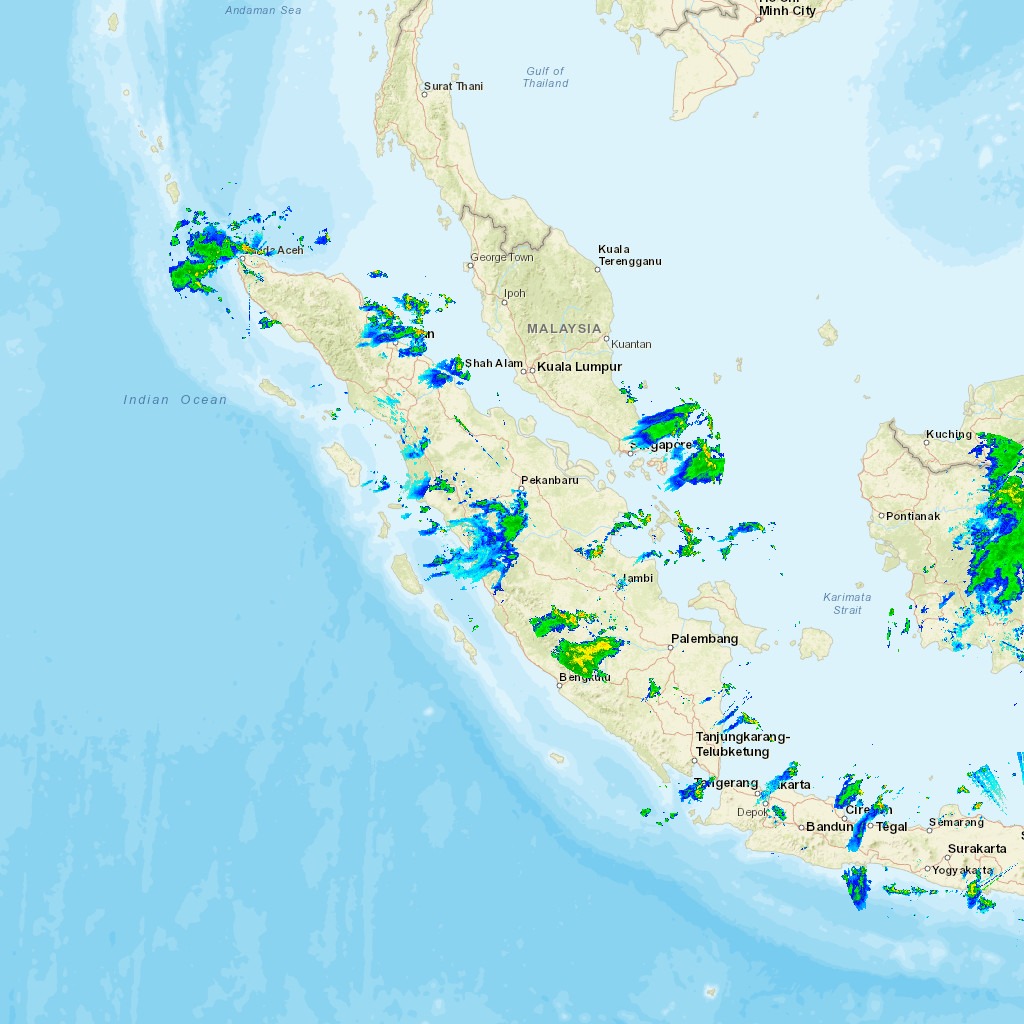 Andaman Sea
Minh City
Gulf of
Thailand
Surat Thani
Aceh
George Town
Kuala
Terengganu
Ipoh
MALAYSIA
Kuantan
Shah Alam
Kuala Lumpur
Indian Ocean
Singapore
Kuching
Pekanbaru
Pontianak
Jambi
Karimata
Strait
Palembang
Bengkulu
Tanjungkarang-
Telubketung
Tangerang
Depok
Bandun
Tegal
Semarang
Surakarta
Yogyakarta